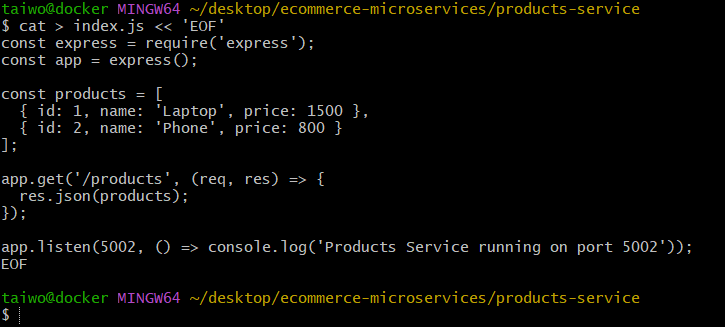 taiwo@docker MINGW64 ~/desktop/ecommerce-microservices/products-service
$ cat > index.js << 'EOF'
const express = require('express');
const app = express();

const products = [
  { id: 1, name: 'Laptop', price: 1500 },
  { id: 2, name: 'Phone', price: 800 }
];

app.get('/products', (req, res) => {
  res.json(products);
});

app.listen(5002, () => console.log('Products Service running on port 5002'));
EOF

taiwo@docker MINGW64 ~/desktop/ecommerce-microservices/products-service
$